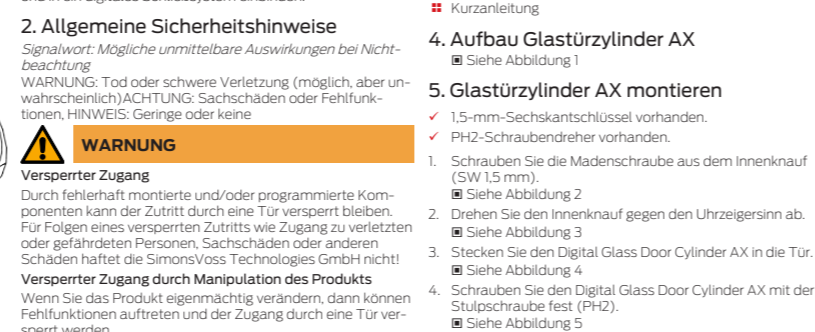 2. Allgemeine Sicherheitshinweise
Signalwort: Mögliche unmittelbare Auswirkungen bei Nicht-
beachtung
WARNUNG: Tod oder schwere Verletzung (möglich, aber un-
wahrscheinlich)ACHTUNG: Sachschäden oder Fehlfunk-
tionen, HINWEIS: Geringe oder keine
WARNUNG
Versperrter Zugang
Durch fehlerhaft montierte und/oder programmierte Kom-
ponenten kann der Zutritt durch eine Tür versperrt bleiben.
Für Folgen eines versperrten Zutritts wie Zugang zu verletzten
oder gefährdeten Personen, Sachschäden oder anderen
Schäden haftet die SimonsVoss Technologies GmbH nicht!
Versperrter Zugang durch Manipulation des Produkts
Wenn Sie das Produkt eigenmächtig verändern, dann können
Fehlfunktionen auftreten und der Zugang durch eine Tür ver-
sperrt werden.
Kurzanleitung
4. Aufbau Glastürzylinder AX
Siehe Abbildung 1
5. Glastürzylinder AX montieren
✓ 1,5-mm-Sechskantschlüssel vorhanden.
✓ PH2-Schraubendreher vorhanden.
1. Schrauben Sie die Madenschraube aus dem Innenknauf
(SW 1,5 mm).
Siehe Abbildung 2
2. Drehen Sie den Innenknauf gegen den Uhrzeigersinn ab.
Siehe Abbildung 3
3. Stecken Sie den Digital Glass Door Cylinder AX in die Tür.
Siehe Abbildung 4
4. Schrauben Sie den Digital Glass Door Cylinder AX mit der
Stulpschraube fest (PH2).
Siehe Abbildung 5